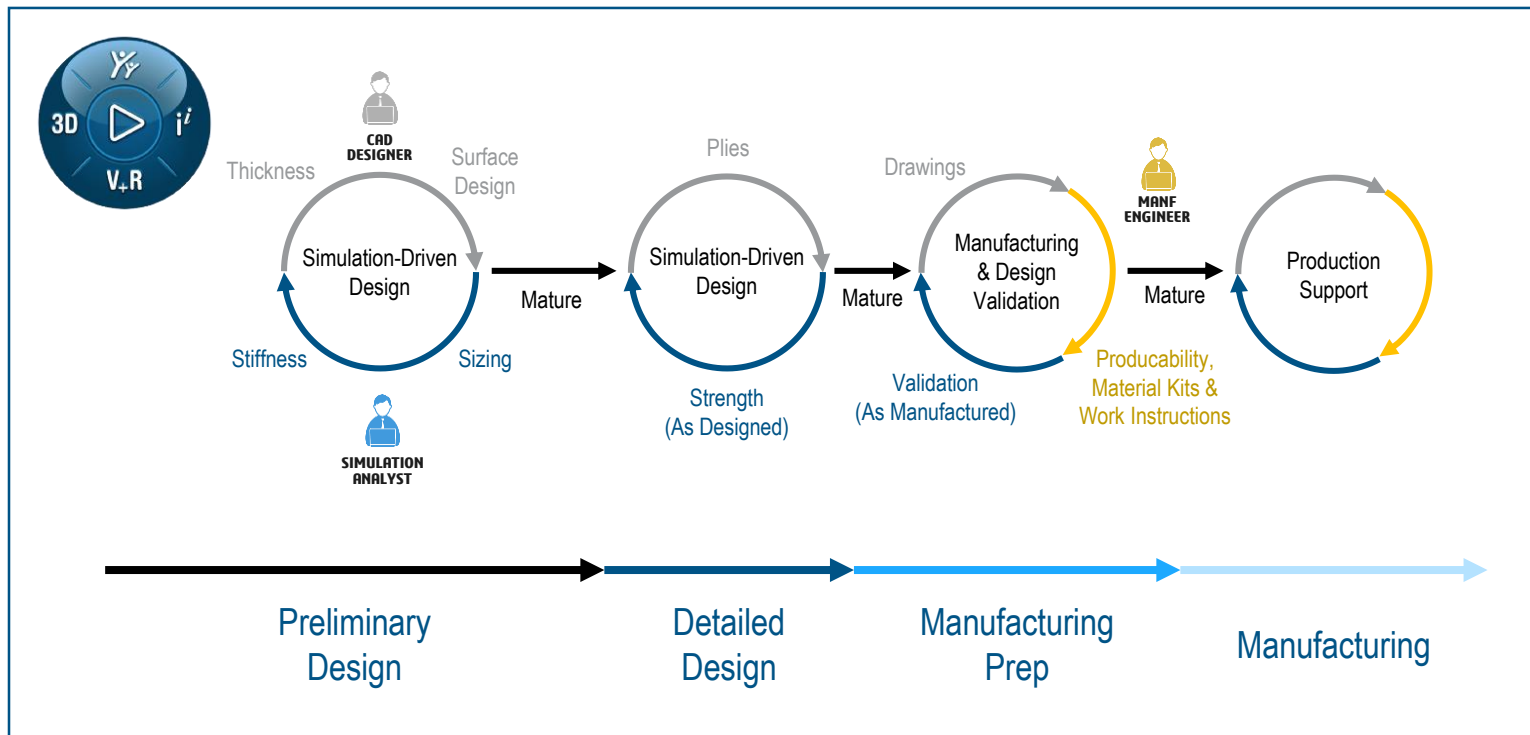 3D
i
i
V+R
CAD
DESIGNER
Thickness
Surface
Design
Simulation-Driven
Design
Stiffness
Sizing
SIMULATION
ANALYST
Mature
Plies
Simulation-Driven
Design
Strength
(As Designed)
Mature
Drawings
Manufacturing
& Design
Validation
Validation
(As Manufactured)
MANF
ENGINEER
Producability,
Material Kits &
Work Instructions
Mature
Production
Support
Preliminary
Design
Detailed
Design
Manufacturing
Prep
Manufacturing